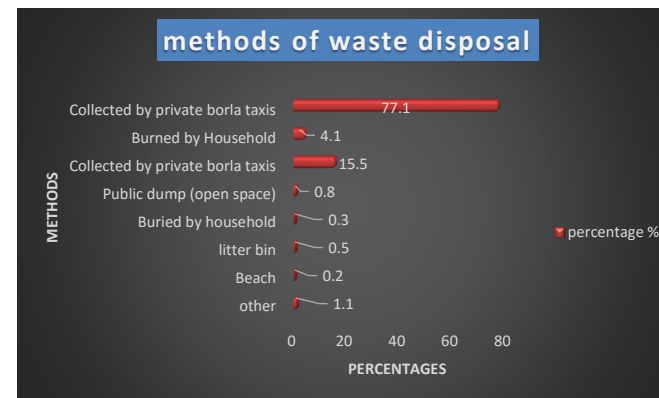 methods of waste disposal
Collected by private borla taxis 77.1
Burned by Household 4.1
Collected by private borla taxis 15.5
Public dump (open space) 0.8
Buried by household 0.3
litter bin 0.5
Beach 0.2
other 1.1
METHODS
percentage %
0 20 40 60 80
PERCENTAGES